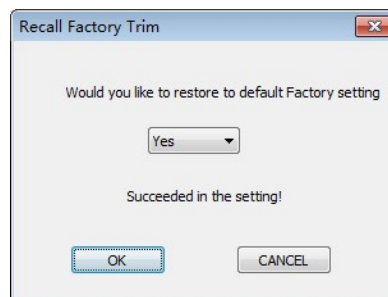 Recall Factory Trim
Would you like to restore to default Factory setting
Yes
Succeeded in the setting!
OK
CANCEL